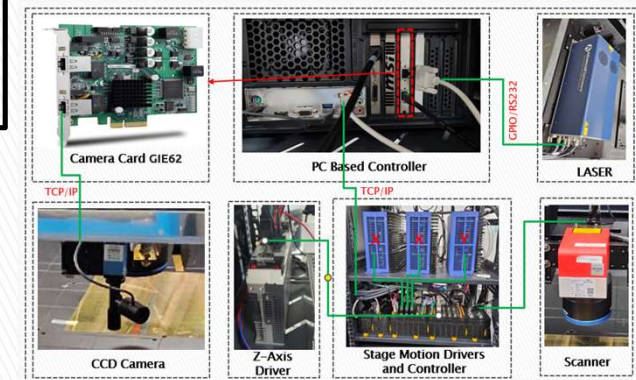 Camera Card GIE62
PC Based Controller
GPIO/RS232
LASER
TCP/IP
TCP/IP
CCD Camera
Z-Axis
Driver
Stage Motion Drivers
and Controller
Scanner